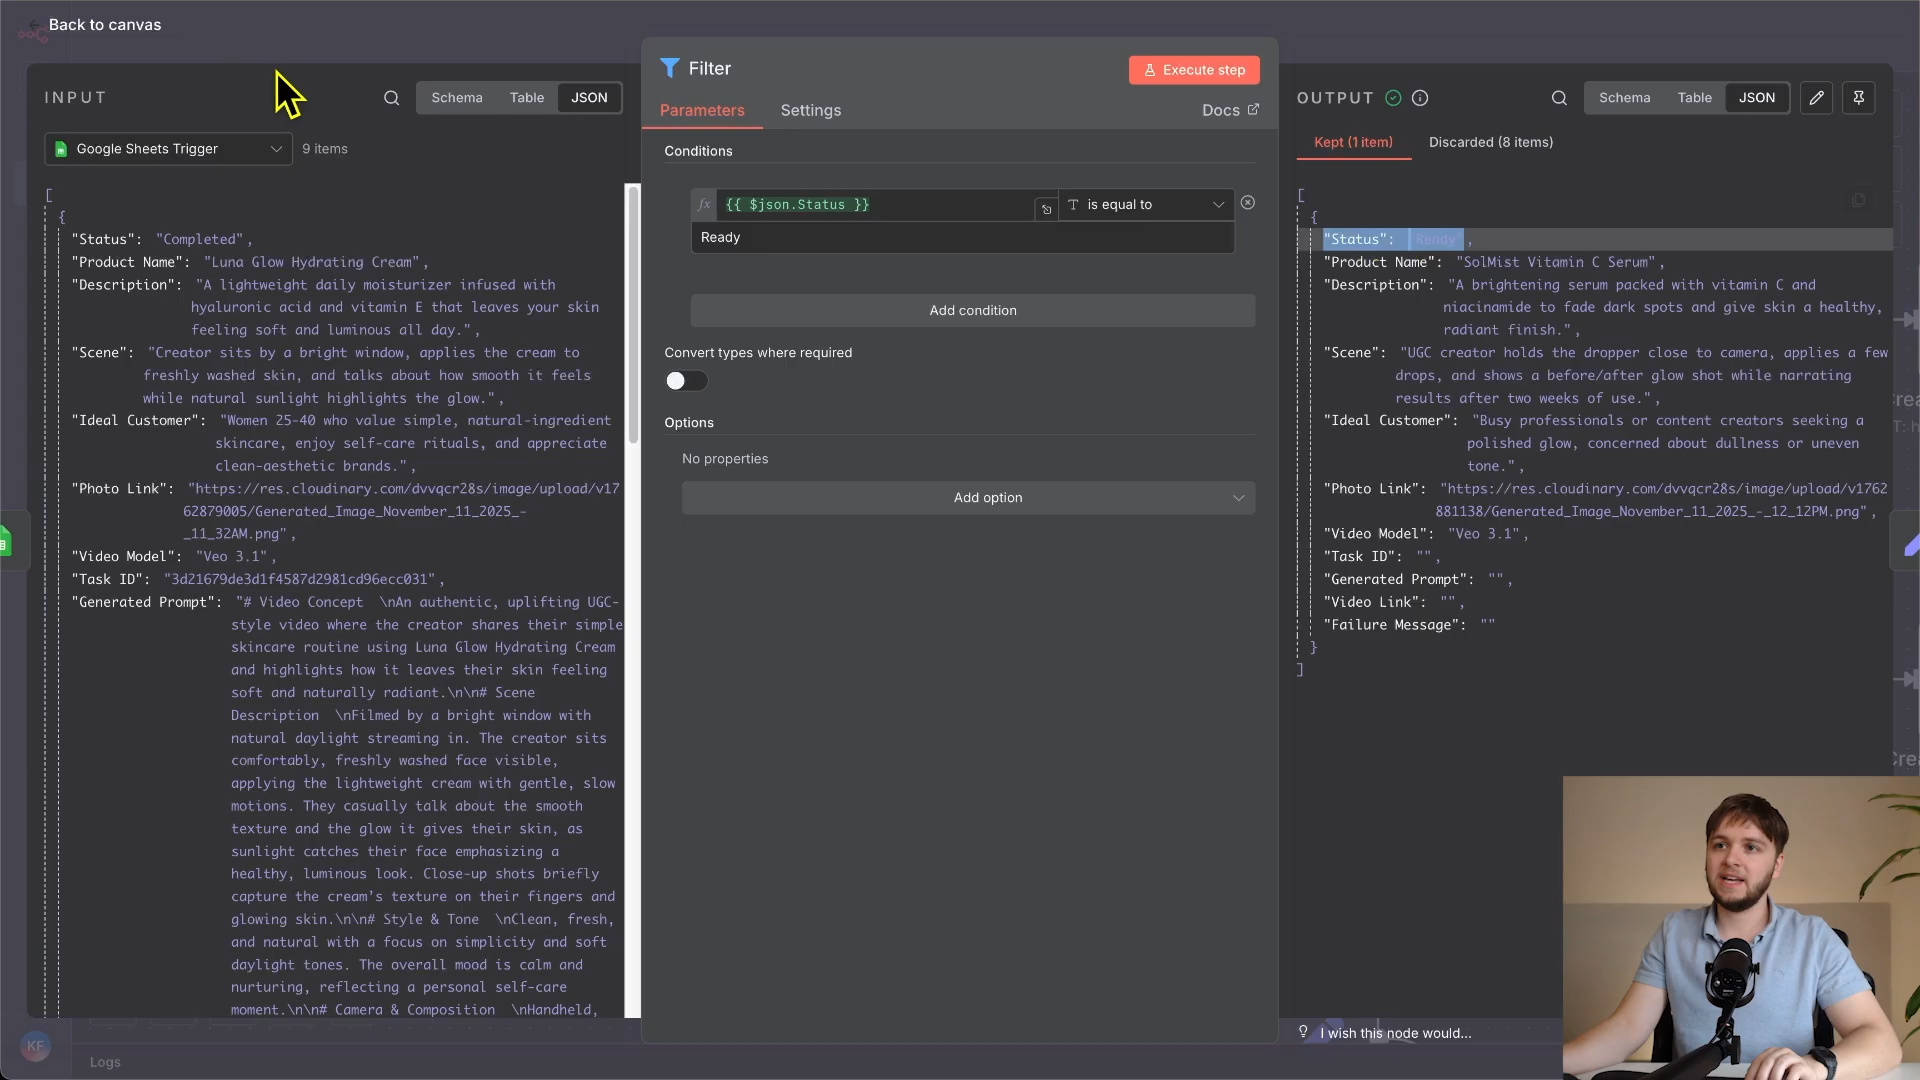 Back to canvas
INPUT
Schema
Table
JSON
Google Sheets Trigger
9 items
[
{
"Status": "Completed",
"Product Name": "Luna Glow Hydrating Cream",
"Description": "A lightweight daily moisturizer infused with
hyaluronic acid and vitamin E that leaves your skin
feeling soft and luminous all day.",
"Scene": "Creator sits by a bright window, applies the cream to
freshly washed skin, and talks about how smooth it feels
while natural sunlight highlights the glow.",
"Ideal Customer": "Women 25-40 who value simple, natural-ingredient
skincare, enjoy self-care rituals, and appreciate
clean-aesthetic brands.",
"Photo Link": "https://res.cloudinary.com/dvvqcr28s/image/upload/v17
62879005/Generated_Image_November_11_2025_-
_11_32AM.png",
"Video Model": "Veo 3.1",
"Task ID": "3d21679de3d1f4587d2981cd96ecc031",
"Generated Prompt": "# Video Concept  \nAn authentic, uplifting UGC-
style video where the creator shares their simple
skincare routine using Luna Glow Hydrating Cream
and highlights how it leaves their skin feeling
soft and naturally radiant.\n\n# Scene
Description  \nFilmed by a bright window with
natural daylight streaming in. The creator sits
comfortably, freshly washed face visible,
applying the lightweight cream with gentle, slow
motions. They casually talk about the smooth
texture and the glow it gives their skin, as
sunlight catches their face emphasizing a
healthy, luminous look. Close-up shots briefly
capture the cream's texture on their fingers and
glowing skin.\n\n# Style & Tone  \nClean, fresh,
and natural with a focus on simplicity and soft
daylight tones. The overall mood is calm and
nurturing, reflecting a personal self-care
moment.\n\n# Camera & Composition  \nHandheld,
KF
Logs
Filter
Execute step
Parameters
Settings
Docs
Conditions
fx
{{ $json.Status }}
T is equal to
Ready
Add condition
Convert types where required
Options
No properties
Add option
OUTPUT
Schema
Table
JSON
Kept (1 item)
Discarded (8 items)
[
{
"Status": "Ready",
"Product Name": "SolMist Vitamin C Serum",
"Description": "A brightening serum packed with vitamin C and
niacinamide to fade dark spots and give skin a healthy,
radiant finish.",
"Scene": "UGC creator holds the dropper close to camera, applies a few
drops, and shows a before/after glow shot while narrating
results after two weeks of use.",
"Ideal Customer": "Busy professionals or content creators seeking a
polished glow, concerned about dullness or uneven
tone.",
"Photo Link": "https://res.cloudinary.com/dvvqcr28s/image/upload/v1762
881138/Generated_Image_November_11_2025_-_12_12PM.png",
"Video Model": "Veo 3.1",
"Task ID": "",
"Generated Prompt": "",
"Video Link": "",
"Failure Message": ""
}
]
I wish this node would...